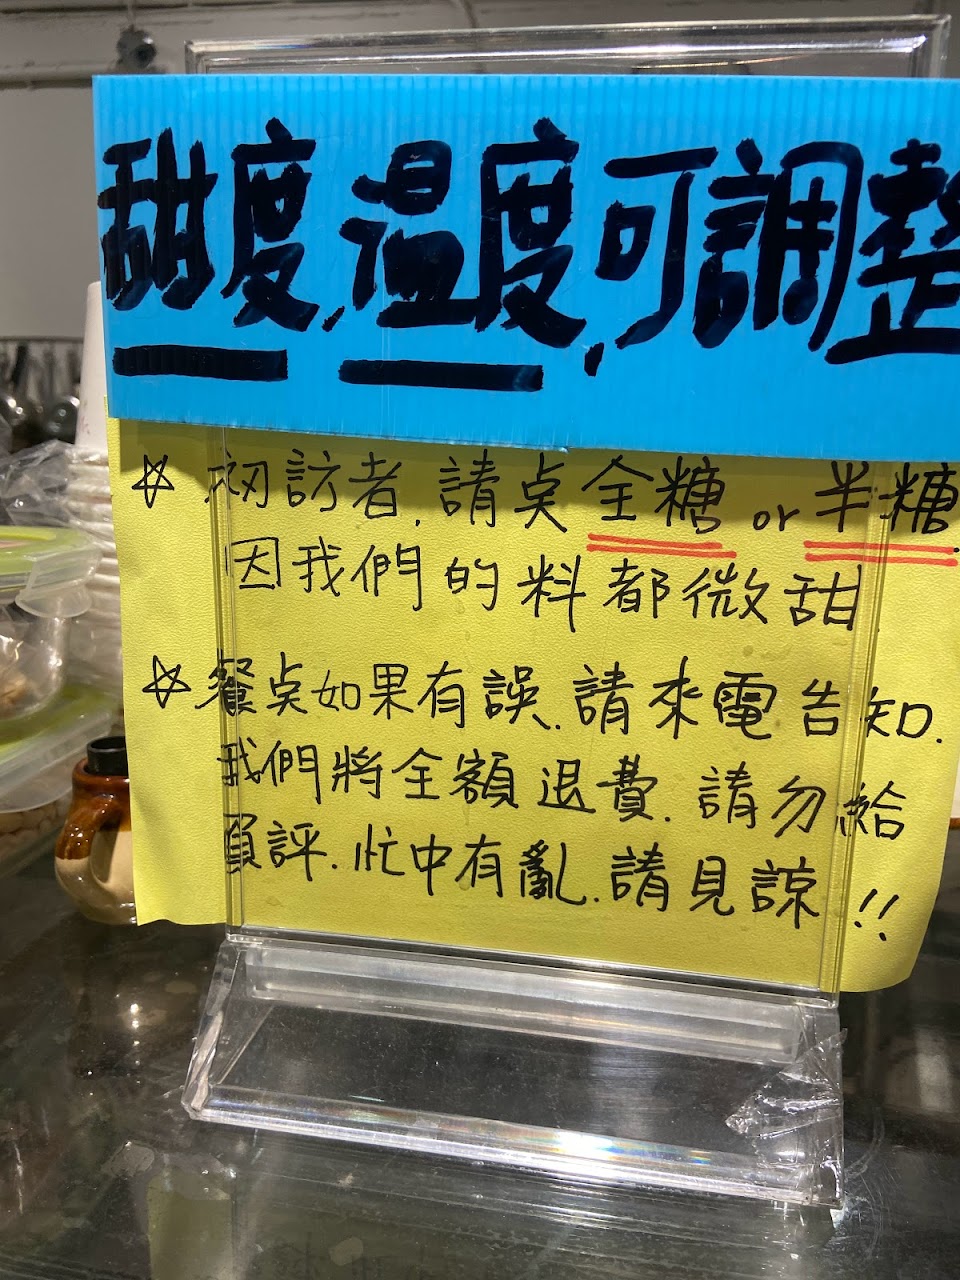 甜度,温度,可調整
☆ 初訪者.請点全糖 or 半糖.
因我們的料都微甜.
☆ 餐点如果有誤.請來電告知.
我們將全額退費.請勿給
負評.忙中有亂.請見諒!!